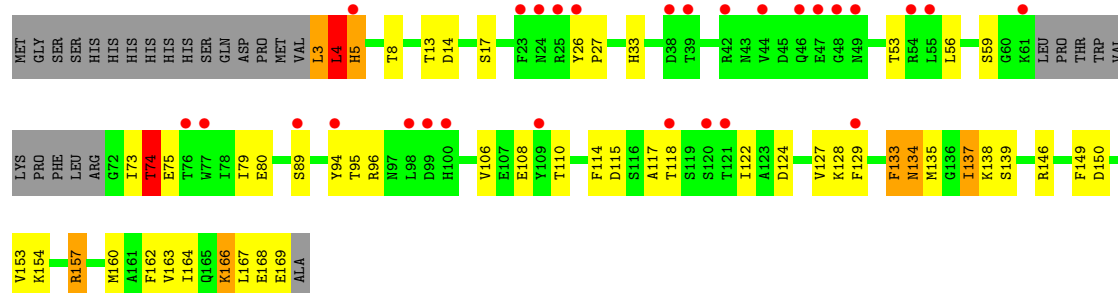 MET GLY SER SER HIS HIS HIS HIS HIS HIS SER GLN ASP PRO MET VAL L3 L4 H5 T8 T13 D14 S17 F23 N24 R25 Y26 P27 H33 D38 T39 R42 N43 V44 D45 Q46 E47 G48 N49 T53 R54 L55 L56 S59 G60 K61 LEU PRO THR TRP VAL
LYS PRO PHE LEU ARG G72 I73 T74 E75 T76 W77 I78 I79 E80 S89 Y94 T95 R96 N97 L98 D99 H100 V106 E107 E108 Y109 T110 F114 D115 S116 A117 T118 S119 S120 T121 I122 A123 D124 V127 K128 F129 F133 N134 M135 G136 I137 K138 S139 R146 F149 D150
V153 K154 R157 M160 A161 F162 V163 I164 Q165 K166 L167 E168 E169 ALA